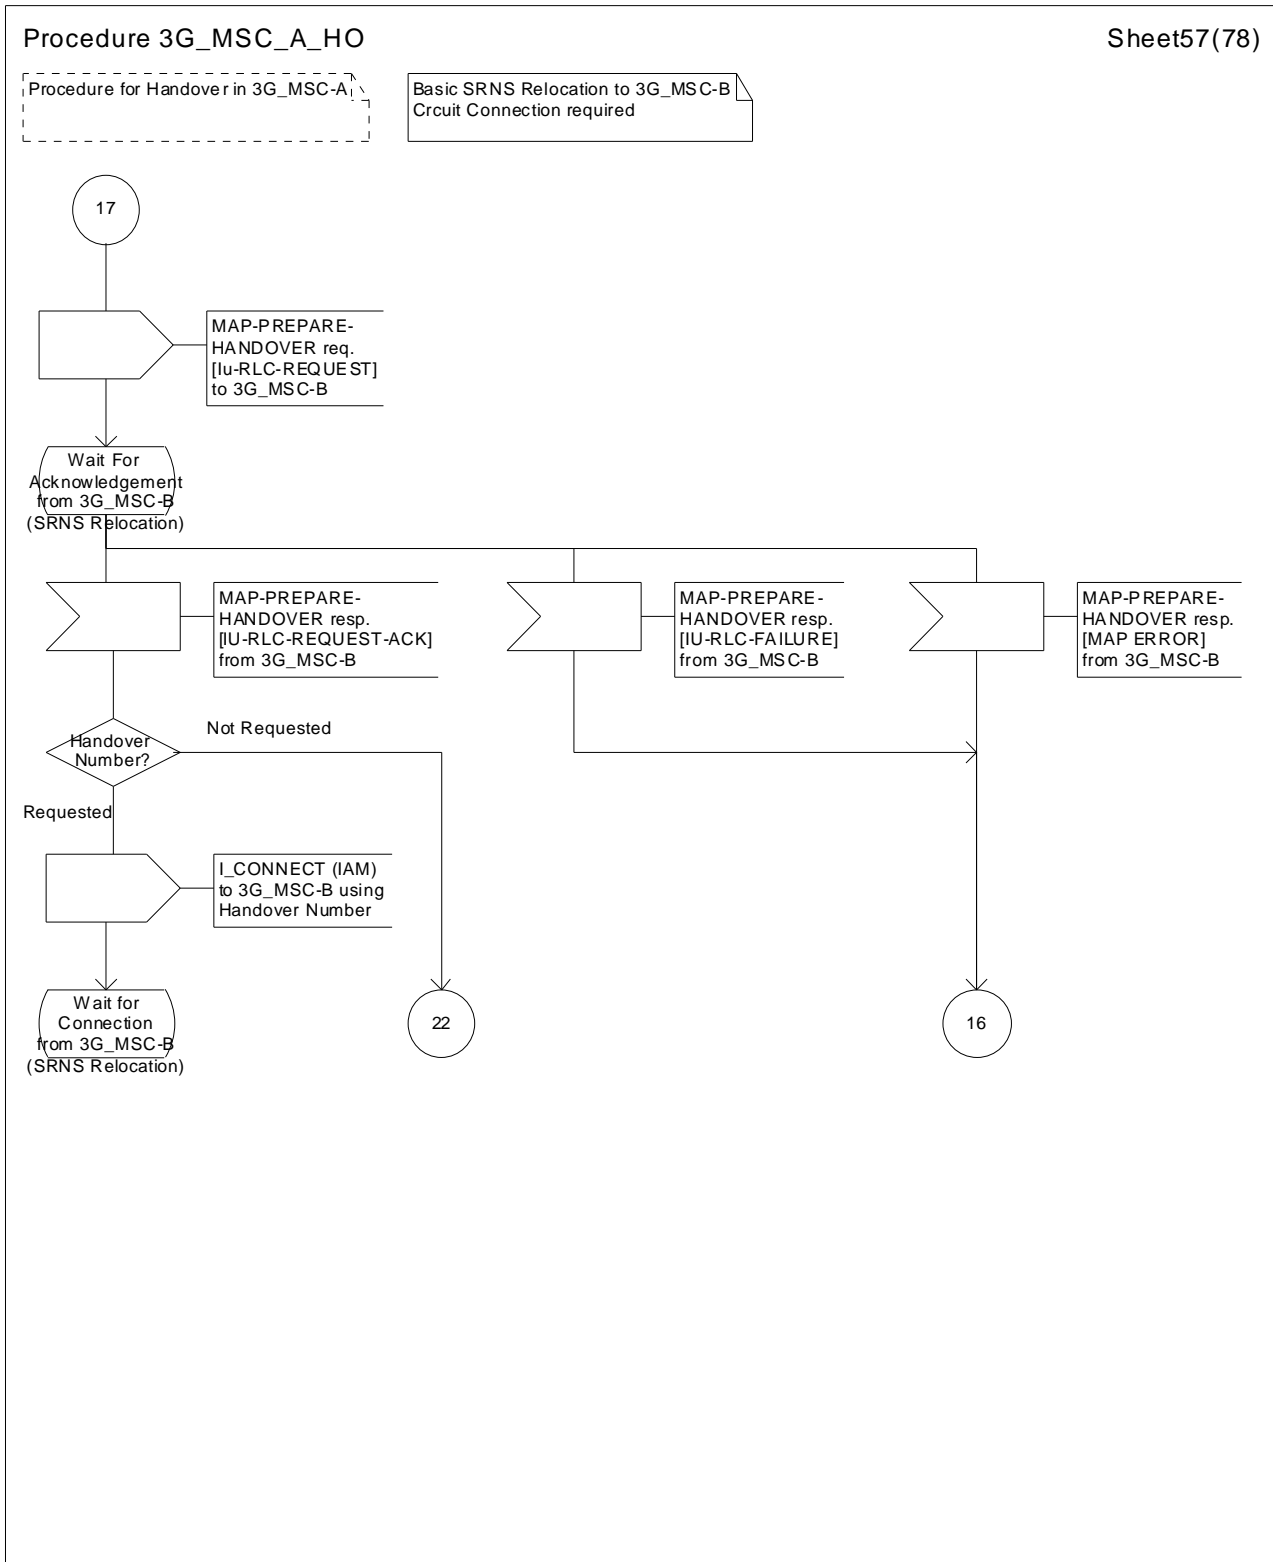 Procedure 3G_MSC_A_HO
Sheet57(78)
Procedure for Handover in 3G_MSC-A
Basic SRNS Relocation to 3G_MSC-B
Crcuit Connection required
17
MAP-PREPARE-
HANDOVER req.
[Iu-RLC-REQUEST]
to 3G_MSC-B
Wait For
Acknowledgement
from 3G_MSC-B
(SRNS Relocation)
MAP-PREPARE-
HANDOVER resp.
[IU-RLC-REQUEST-ACK]
from 3G_MSC-B
MAP-PREPARE-
HANDOVER resp.
[IU-RLC-FAILURE]
from 3G_MSC-B
MAP-PREPARE-
HANDOVER resp.
[MAP ERROR]
from 3G_MSC-B
Handover
Number?
Not Requested
Requested
I_CONNECT (IAM)
to 3G_MSC-B using
Handover Number
Wait for
Connection
from 3G_MSC-B
(SRNS Relocation)
22
16